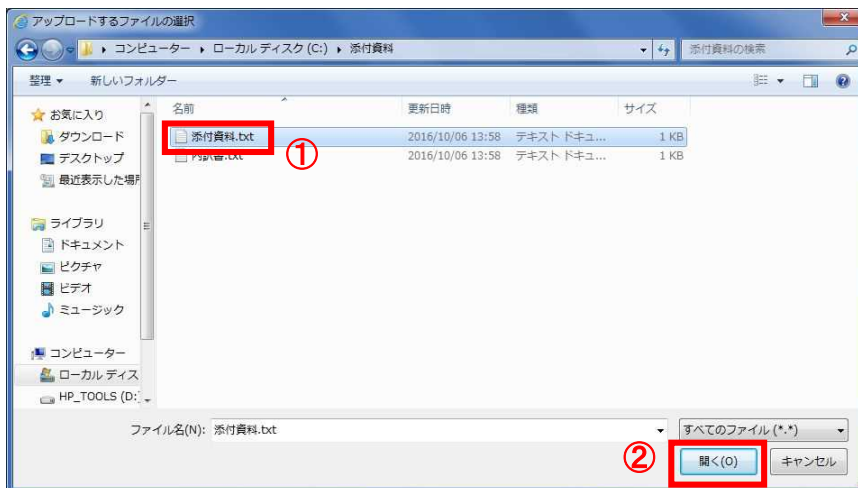 アップロードするファイルの選択
コンピューター ▸ ローカル ディスク (C:) ▸ 添付資料
添付資料の検索
整理 ▼ 新しいフォルダー
名前 更新日時 種類 サイズ
お気に入り
ダウンロード
デスクトップ
最近表示した場所
ライブラリ
ドキュメント
ピクチャ
ビデオ
ミュージック
コンピューター
ローカル ディス
HP_TOOLS (D:)
添付資料.txt 2016/10/06 13:58 テキスト ドキュ... 1 KB
①
内訳書.txt 2016/10/06 13:58 テキスト ドキュ... 1 KB
ファイル名(N): 添付資料.txt
すべてのファイル (*.*)
②
開く(O)
キャンセル